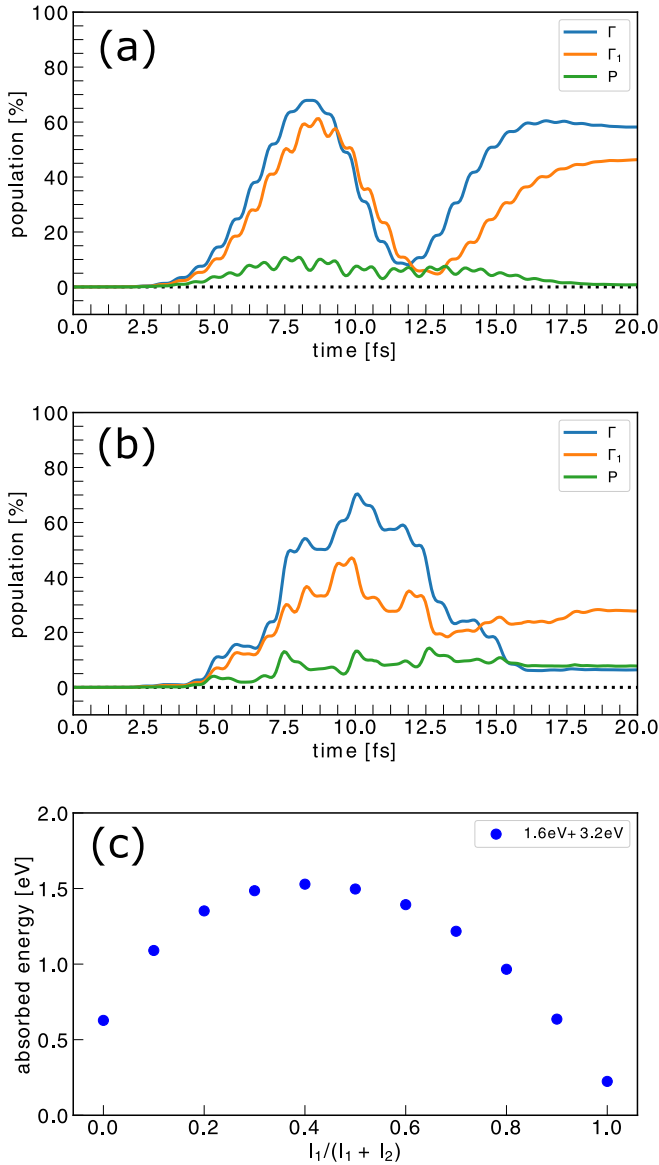 (a)
Γ
Γ1
P
population [%]
100
80
60
40
20
0
0.0 2.5 5.0 7.5 10.0 12.5 15.0 17.5 20.0
time [fs]
(b)
Γ
Γ1
P
population [%]
100
80
60
40
20
0
0.0 2.5 5.0 7.5 10.0 12.5 15.0 17.5 20.0
time [fs]
(c)
1.6eV+3.2eV
absorbed energy [eV]
2.0
1.5
1.0
0.5
0.0
0.0 0.2 0.4 0.6 0.8 1.0
I1/(I1 + I2)